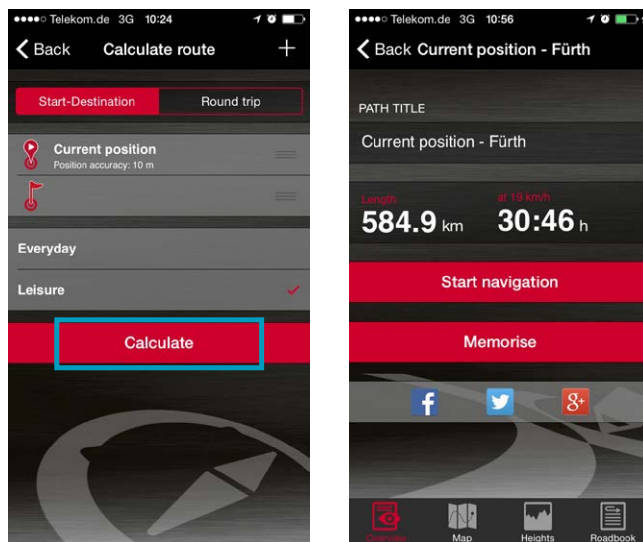 Telekom.de 3G 10:24
Back Calculate route +
Start-Destination Round trip
Current position
Position accuracy: 10 m
Everyday
Leisure
Calculate
Telekom.de 3G 10:56
Back Current position - Fürth
PATH TITLE
Current position - Fürth
Length at 19 km/h
584.9 km 30:46 h
Start navigation
Memorise
f 8+
Overview Map Heights Roadbook